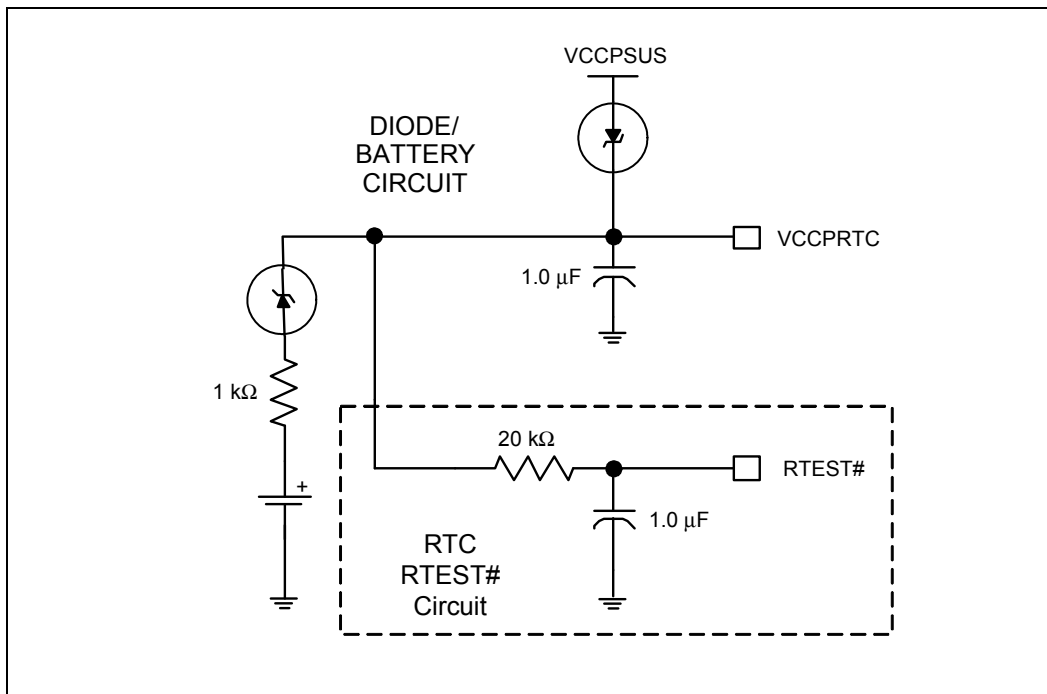 VCCPSUS
DIODE/
BATTERY
CIRCUIT
VCCPRTC
1.0 μF
1 kΩ
+
20 kΩ
RTEST#
1.0 μF
RTC
RTEST#
Circuit